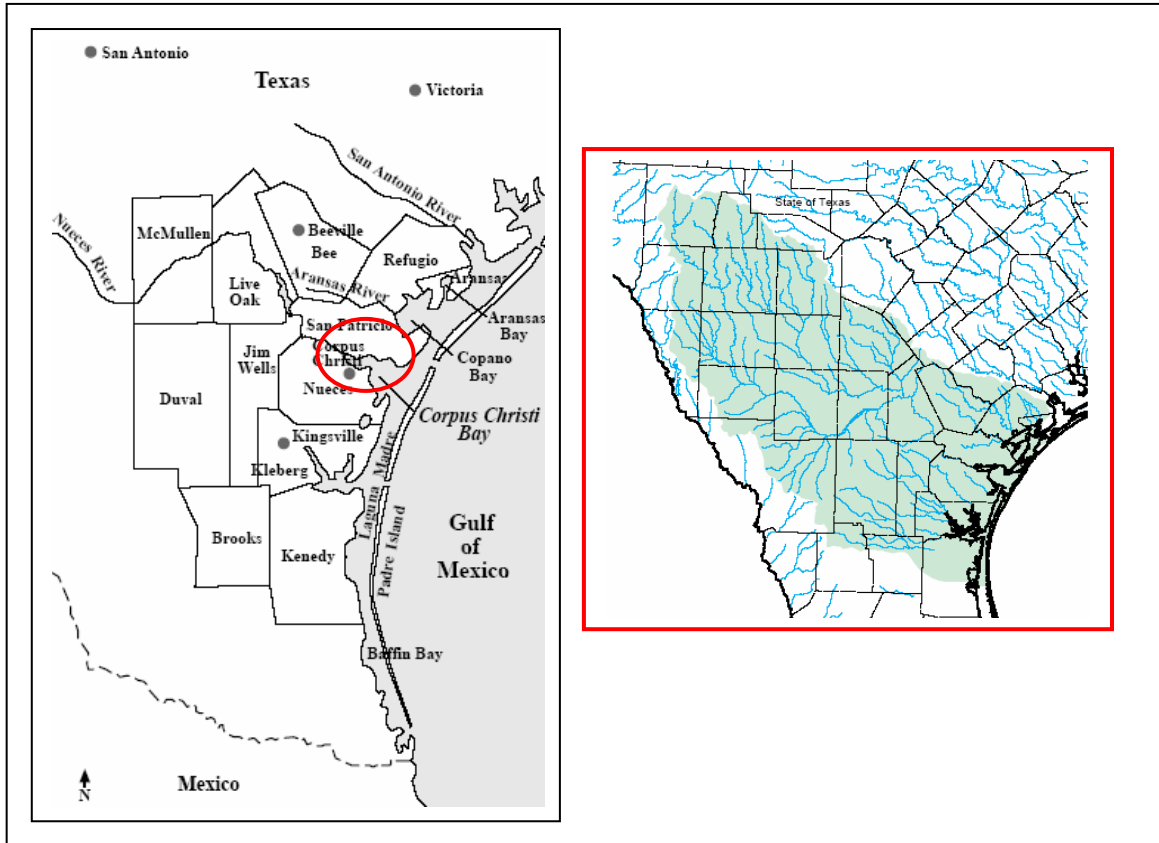 San Antonio
Texas
Victoria
San Antonio River
Nueces
River
McMullen
Beeville
Bee
Refugio
Aransas
Live
Oak
Aransas River
San Patricio
Aransas
Bay
Corpus
Christi
Jim
Wells
Copano
Bay
Nueces
Duval
Corpus Christi
Bay
Kingsville
Kleberg
Laguna Madre
Padre Island
Gulf
of
Mexico
Brooks
Kenedy
Baffin Bay
N
Mexico
State of Texas